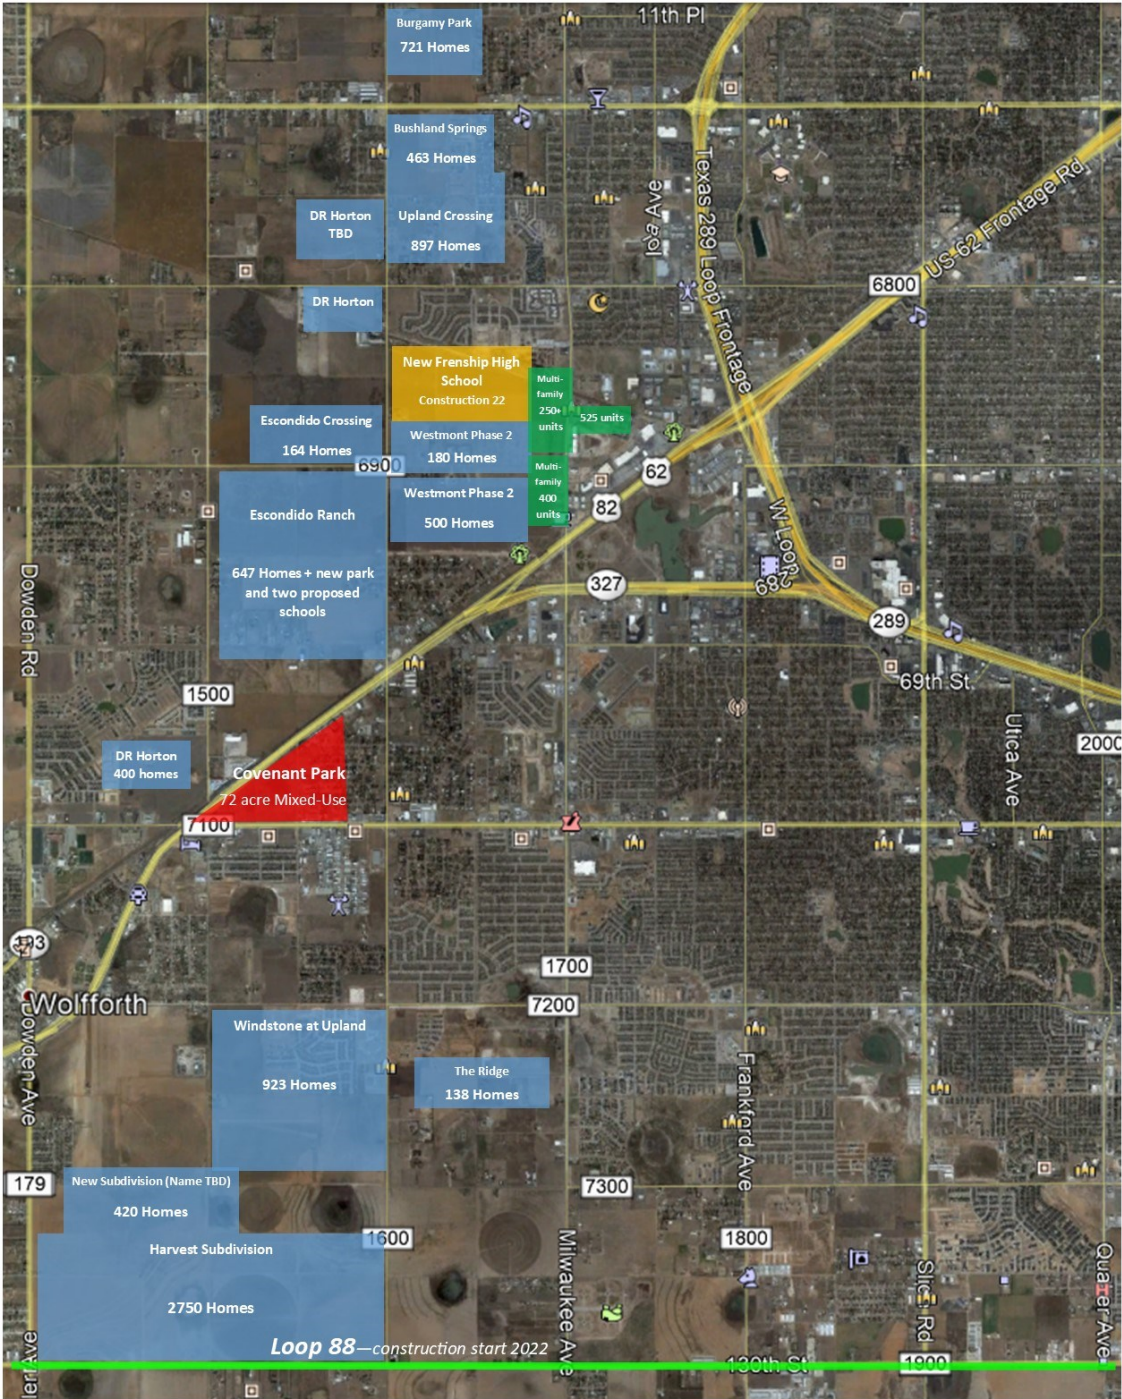 11th Pl
Burgamy Park
721 Homes
Bushland Springs
463 Homes
Texas 289 Loop Frontage
US 62 Frontage Rd
DR Horton
TBD
Upland Crossing
897 Homes
6800
DR Horton
New Frenship High
School
Construction 22
Multi-
family
250+
units
525 units
Escondido Crossing
164 Homes
Westmont Phase 2
180 Homes
6900
62
Multi-
family
400
units
Westmont Phase 2
500 Homes
82
Escondido Ranch
647 Homes + new park
and two proposed
schools
W Loop
289
327
289
Dowden Rd
69th St
1500
Utica Ave
2000
DR Horton
400 homes
Covenant Park
72 acre Mixed-Use
7100
193
1700
Wolfforth
7200
Dowden Ave
Windstone at Upland
923 Homes
The Ridge
138 Homes
Frankford Ave
179
New Subdivision (Name TBD)
420 Homes
7300
1600
1800
Harvest Subdivision
2750 Homes
Milwaukee Ave
Slide Rd
Quaker Ave
Loop 88—construction start 2022
130th St
1900